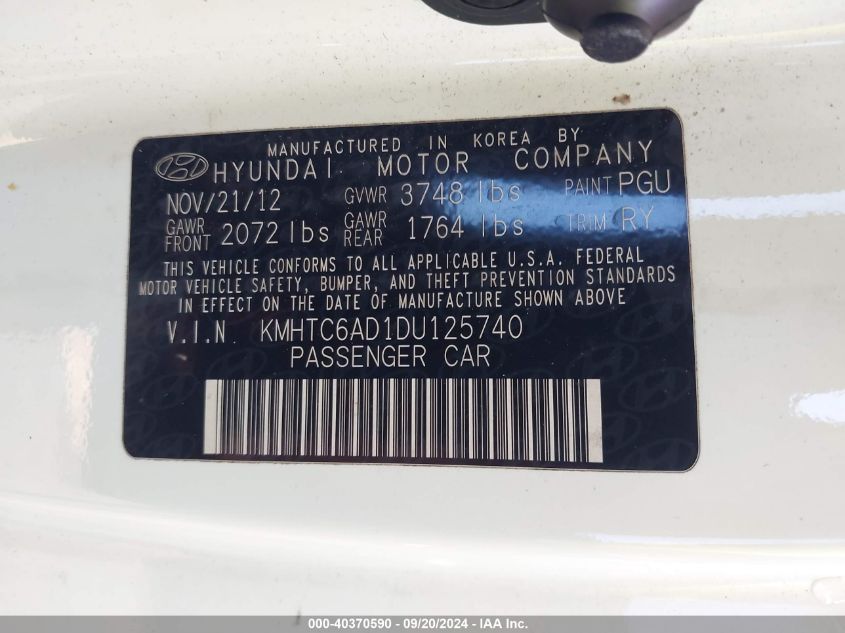 MANUFACTURED IN KOREA BY
HYUNDAI MOTOR COMPANY
NOV/21/12 GVWR 3748 lbs PAINT PGU
GAWR FRONT 2072 lbs GAWR REAR 1764 lbs TRIM RY
THIS VEHICLE CONFORMS TO ALL APPLICABLE U.S.A. FEDERAL
MOTOR VEHICLE SAFETY, BUMPER, AND THEFT PREVENTION STANDARDS
IN EFFECT ON THE DATE OF MANUFACTURE SHOWN ABOVE
V.I.N KMHTC6AD1DU125740
PASSENGER CAR
000-40370590 - 09/20/2024 - IAA Inc.